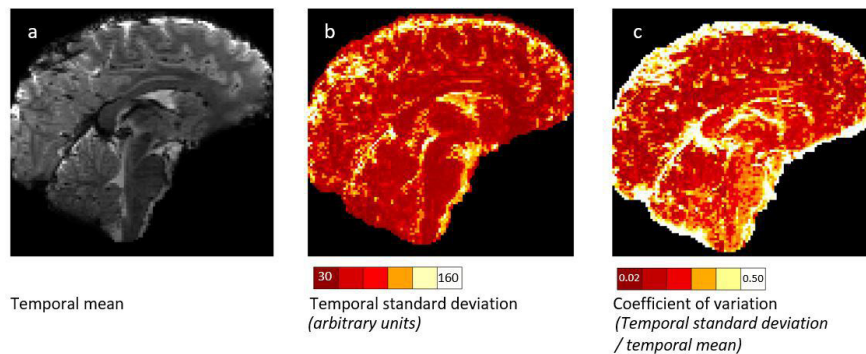 a
b
c
30
160
0.02
0.50
Temporal mean
Temporal standard deviation
(arbitrary units)
Coefficient of variation
(Temporal standard deviation
/ temporal mean)